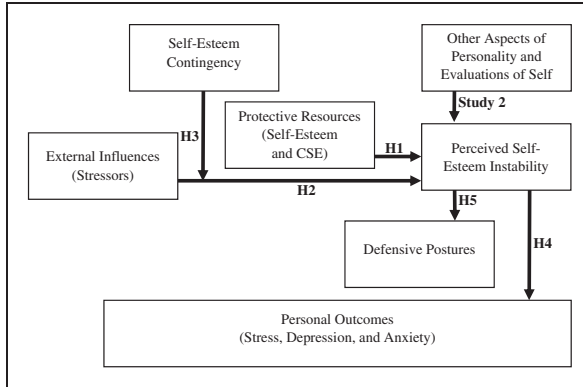 Self-Esteem
Contingency
Other Aspects of
Personality and
Evaluations of Self
Study 2
Protective Resources
(Self-Esteem
and CSE)
H3
H1
External Influences
(Stressors)
Perceived Self-
Esteem Instability
H2
H5
Defensive Postures
H4
Personal Outcomes
(Stress, Depression, and Anxiety)